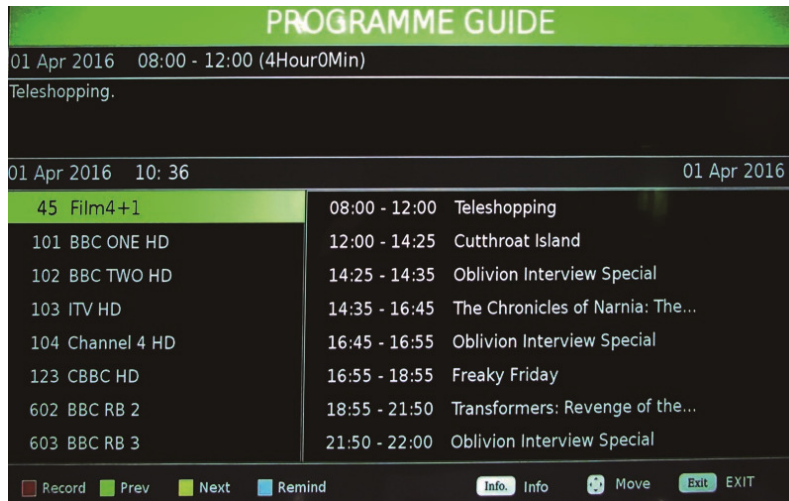 PROGRAMME GUIDE
01 Apr 2016 08:00 - 12:00 (4Hour0Min)
Teleshopping.
01 Apr 2016 10: 36 01 Apr 2016
45 Film4+1 08:00 - 12:00 Teleshopping
101 BBC ONE HD 12:00 - 14:25 Cutthroat Island
102 BBC TWO HD 14:25 - 14:35 Oblivion Interview Special
103 ITV HD 14:35 - 16:45 The Chronicles of Narnia: The...
104 Channel 4 HD 16:45 - 16:55 Oblivion Interview Special
123 CBBC HD 16:55 - 18:55 Freaky Friday
602 BBC RB 2 18:55 - 21:50 Transformers: Revenge of the...
603 BBC RB 3 21:50 - 22:00 Oblivion Interview Special
Record Prev Next Remind Info. Info Move Exit EXIT